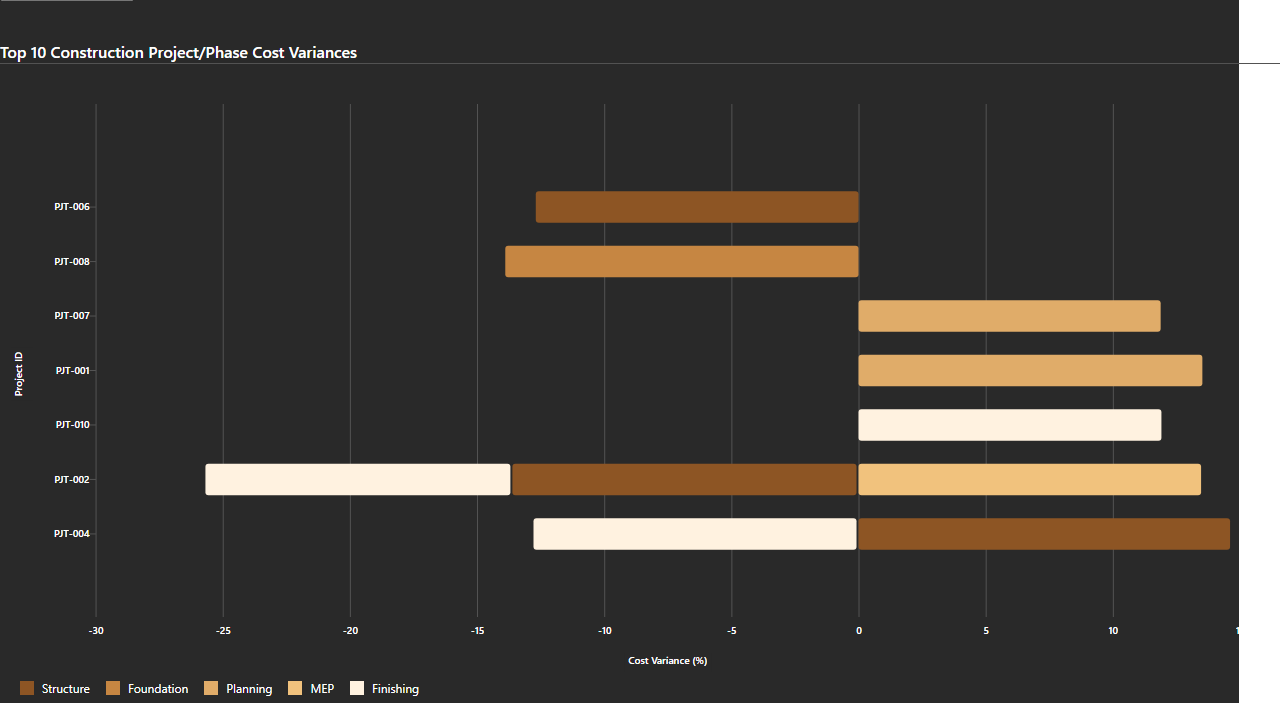 Top 10 Construction Project/Phase Cost Variances
PJT-006
PJT-008
PJT-007
PJT-001
PJT-010
PJT-002
PJT-004
Project ID
-30 -25 -20 -15 -10 -5 0 5 10
Cost Variance (%)
Structure Foundation Planning MEP Finishing